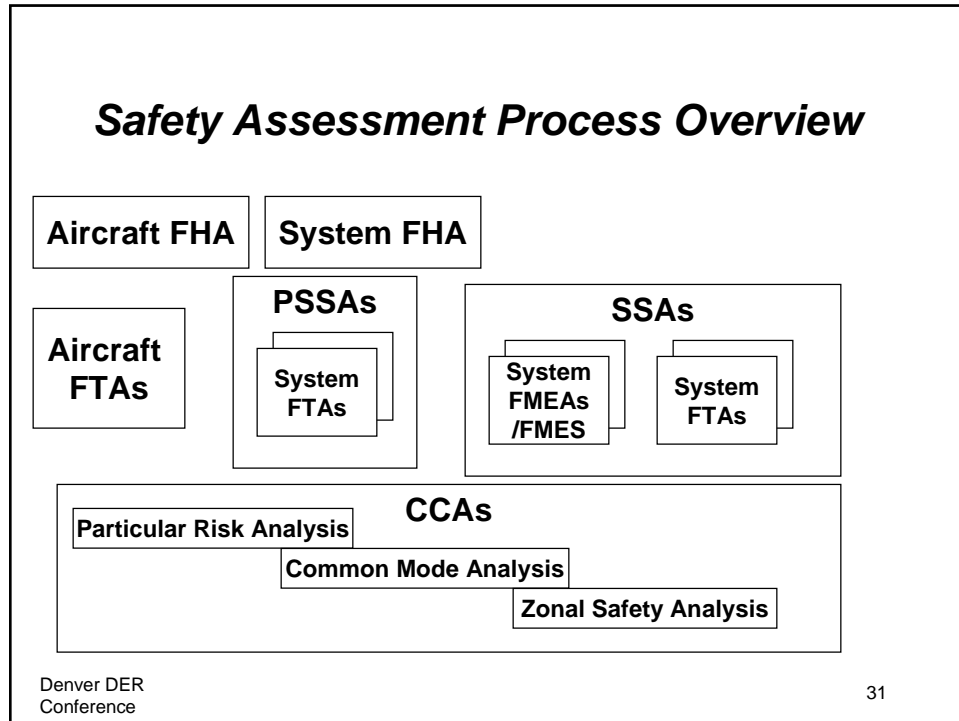 Safety Assessment Process Overview
Aircraft FHA
System FHA
Aircraft
FTAs
PSSAs
System
FTAs
SSAs
System
FMEAs
/FMES
System
FTAs
CCAs
Particular Risk Analysis
Common Mode Analysis
Zonal Safety Analysis
Denver DER
Conference
31